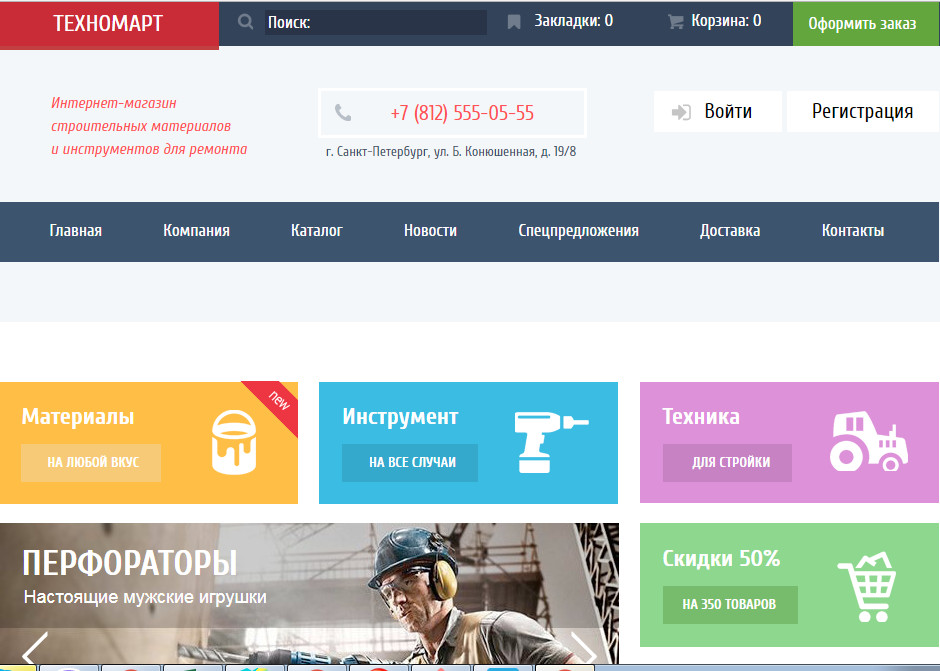 ТЕХНОМАРТ
Поиск:
Закладки: 0
Корзина: 0
Оформить заказ
Интернет-магазин
строительных материалов
и инструментов для ремонта
+7 (812) 555-05-55
г. Санкт-Петербург, ул. Б. Конюшенная, д. 19/8
Войти
Регистрация
Главная
Компания
Каталог
Новости
Спецпредложения
Доставка
Контакты
Материалы
new
НА ЛЮБОЙ ВКУС
Инструмент
НА ВСЕ СЛУЧАИ
Техника
ДЛЯ СТРОЙКИ
ПЕРФОРАТОРЫ
Настоящие мужские игрушки
Скидки 50%
НА 350 ТОВАРОВ